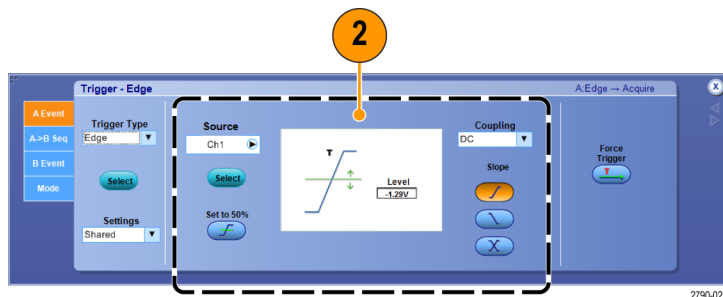 2
Trigger - Edge
A:Edge → Acquire
X
A Event
A->B Seq
B Event
Mode
Trigger Type
Edge
Select
Settings
Shared
Source
Ch1
Select
Set to 50%
T
Level
-1.29V
Coupling
DC
Slope
X
Force
Trigger
T
2790-02